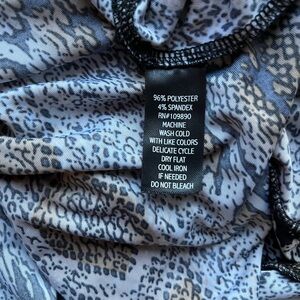 96% POLYESTER
4% SPANDEX
RN#109890
MACHINE
WASH COLD
WITH LIKE COLORS
DELICATE CYCLE
DRY FLAT
COOL IRON
IF NEEDED
DO NOT BLEACH